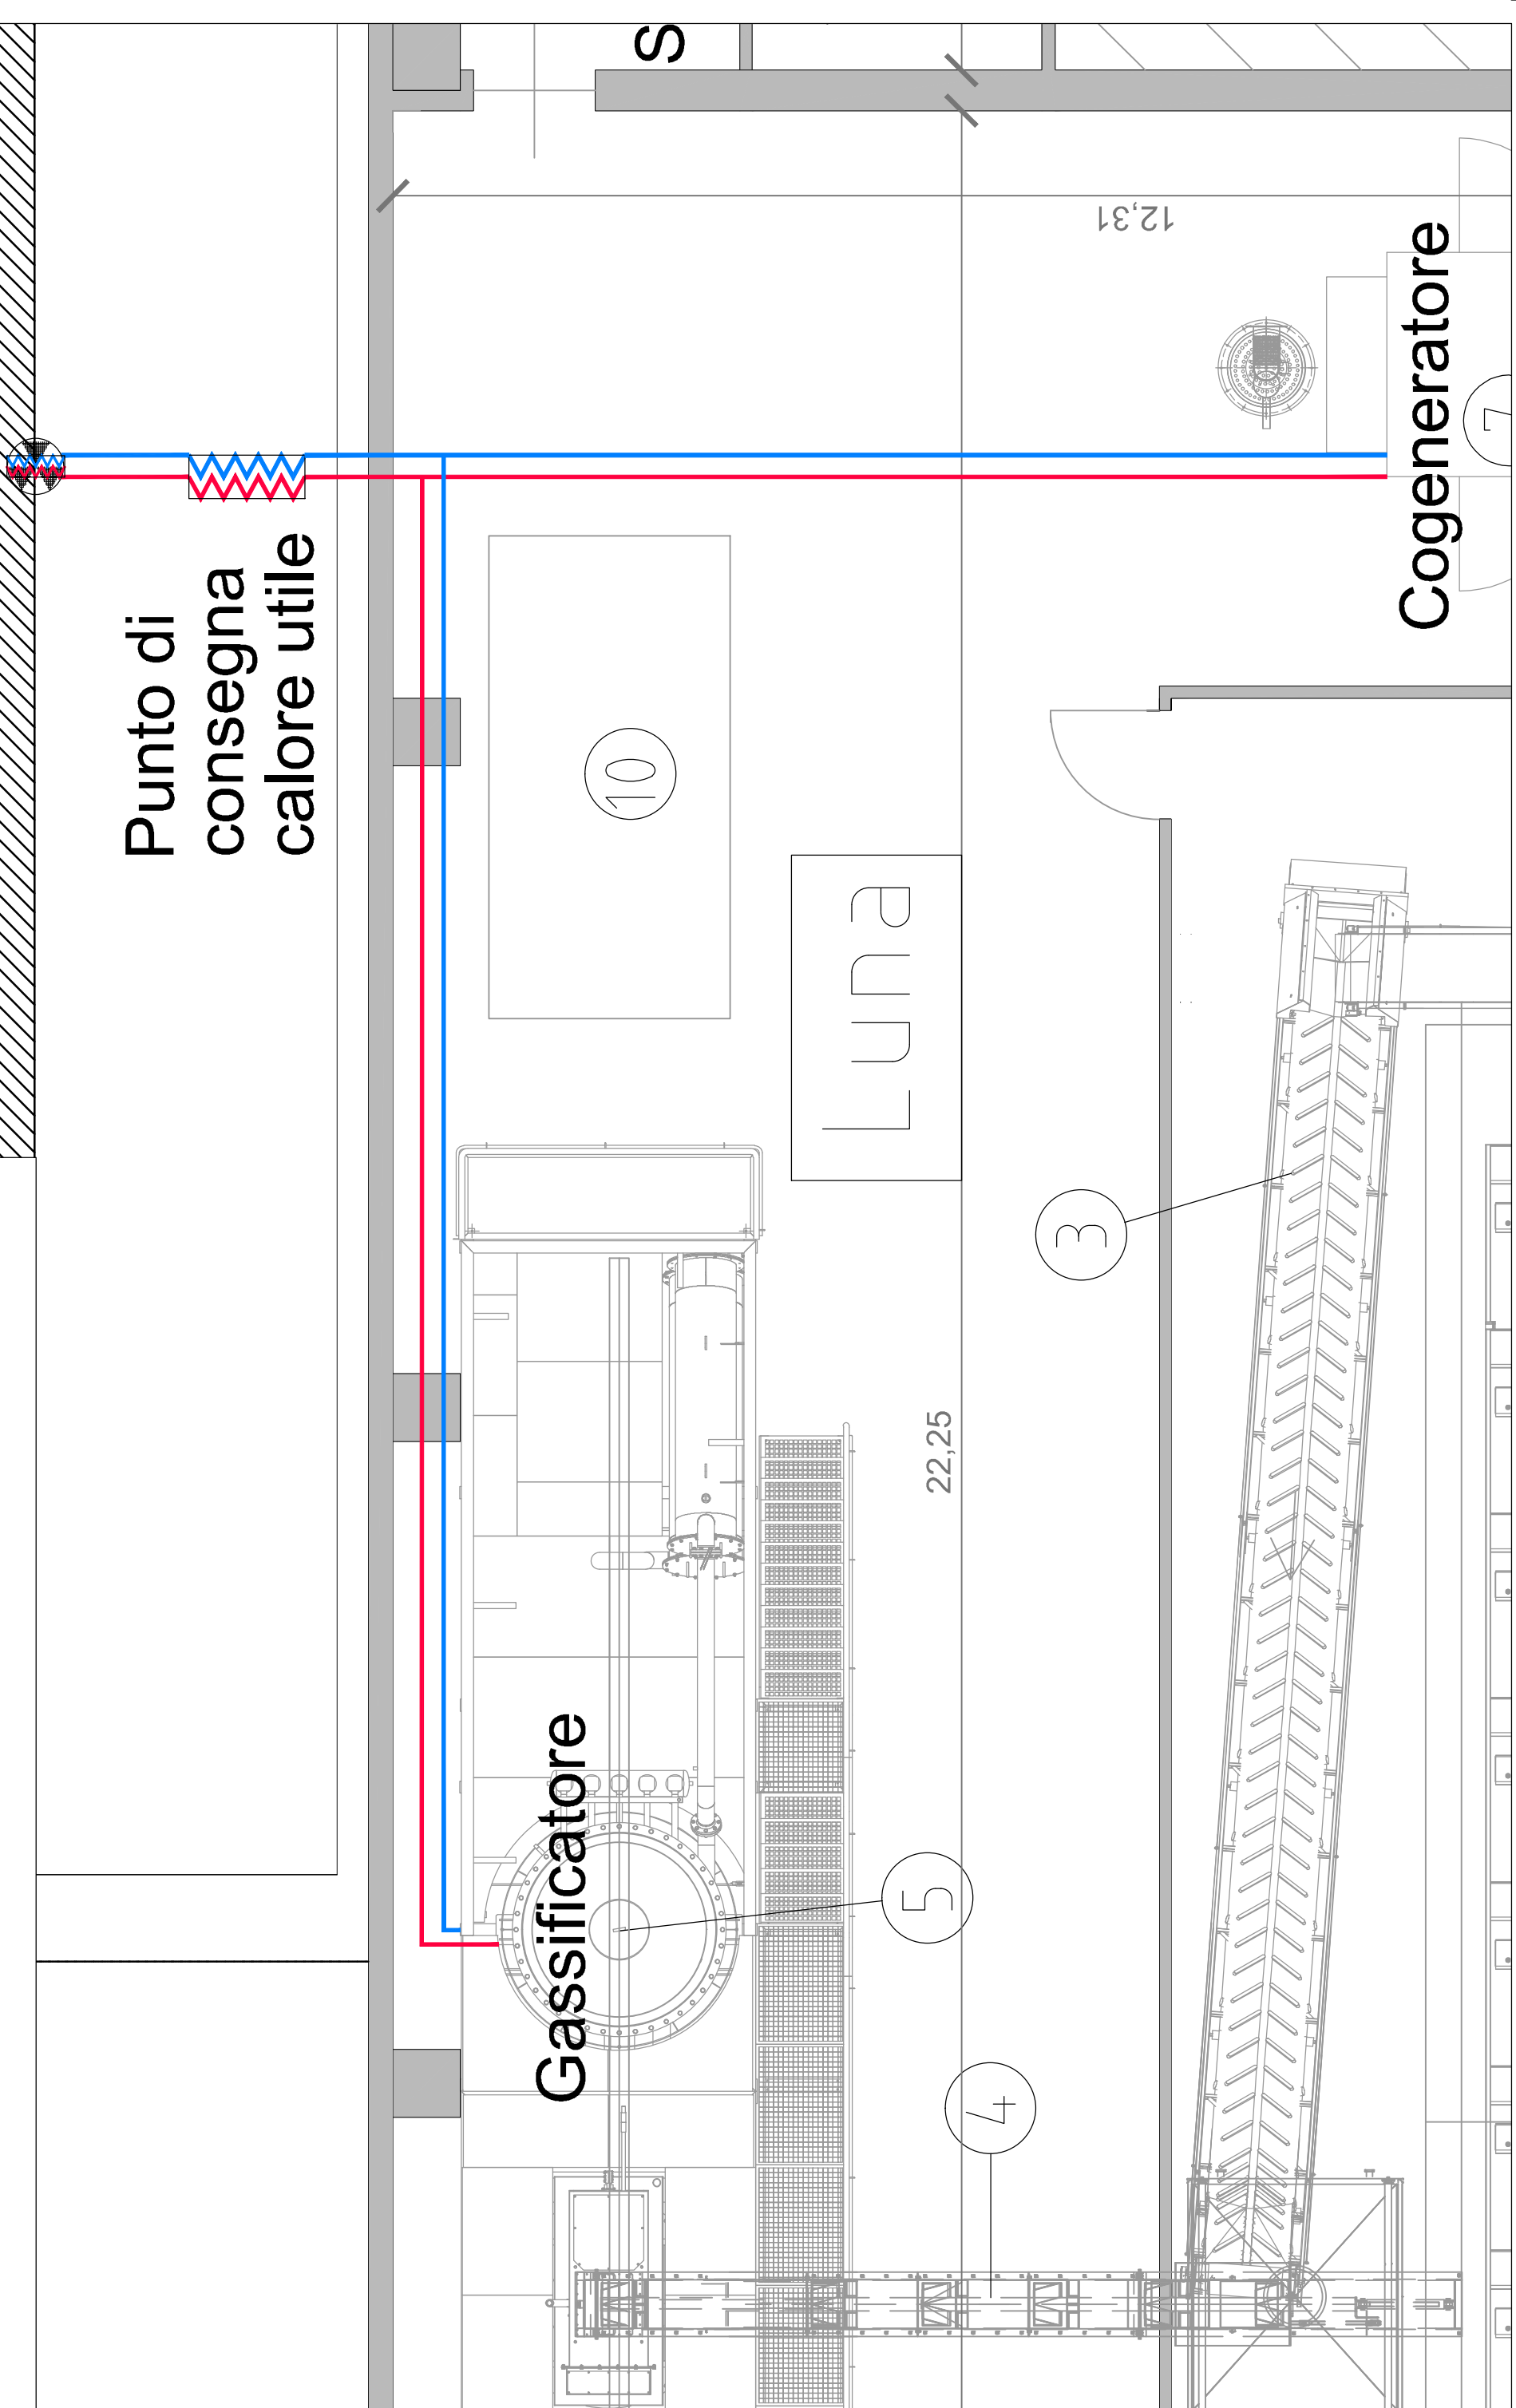 S
12,31
Cogeneratore
7
Punto di
consegna
calore utile
10
Luna
3
22,25
Gassificatore
5
4